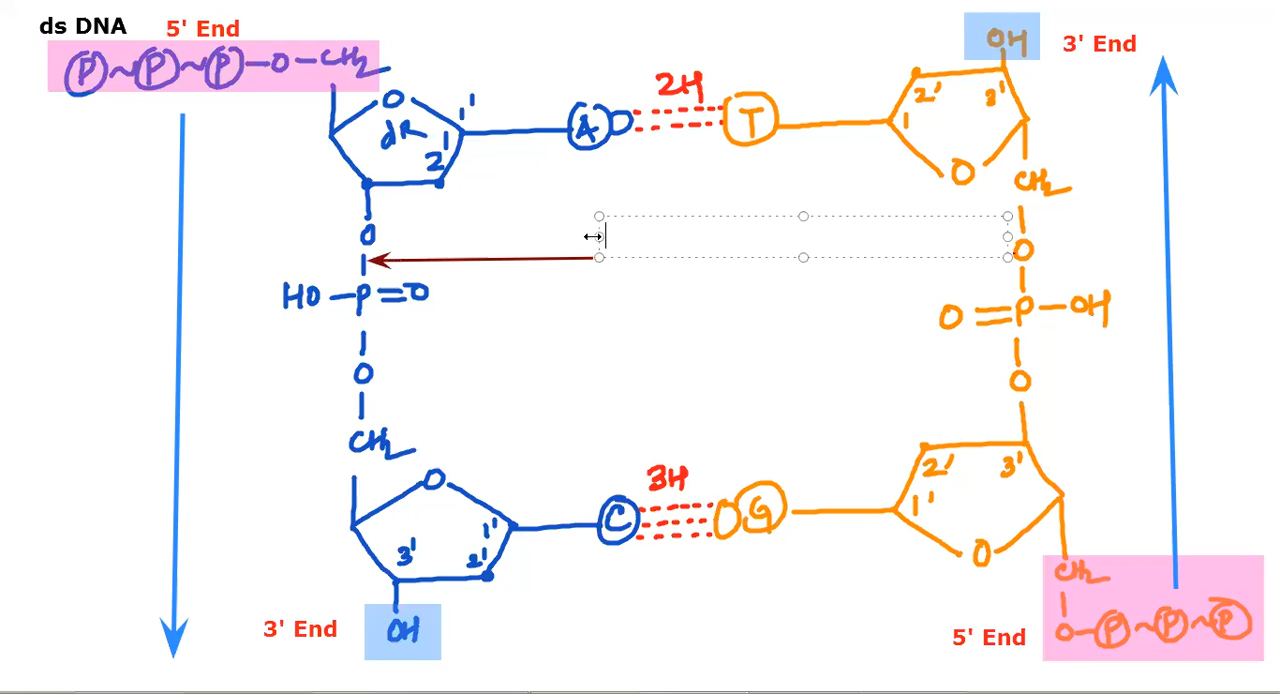 ds DNA
5' End
P~P~P-O-CH2
OH
3' End
2H
O
1'
dR
1
2
A
T
2'
3'
1
O
CH2
O
HO-P=O
O
O=P-OH
O
O
CH2
3H
O
1'
2'
3'
C
G
2'
3'
1'
O
CH2
3' End
OH
5' End
O-P~P~P